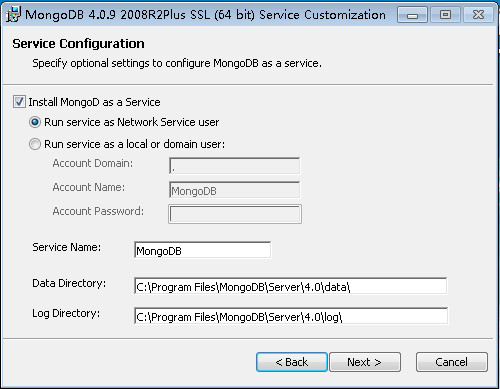 MongoDB 4.0.9 2008R2Plus SSL (64 bit) Service Customization
Service Configuration
Specify optional settings to configure MongoDB as a service.
Install MongoD as a Service
Run service as Network Service user
Run service as a local or domain user:
Account Domain: .
Account Name: MongoDB
Account Password:
Service Name: MongoDB
Data Directory: C:\Program Files\MongoDB\Server\4.0\data\
Log Directory: C:\Program Files\MongoDB\Server\4.0\log\
< Back Next > Cancel